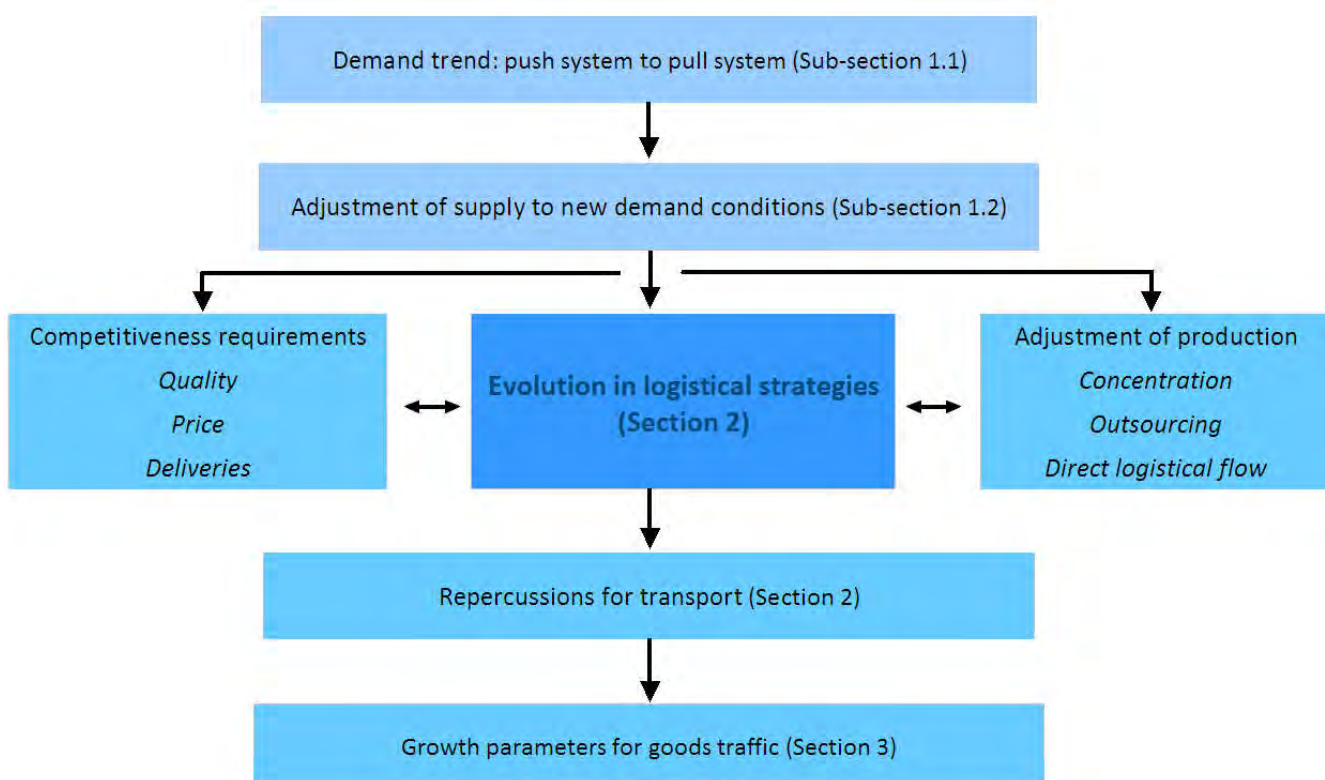 Demand trend: push system to pull system (Sub-section 1.1)
Adjustment of supply to new demand conditions (Sub-section 1.2)
Competitiveness requirements
Quality
Price
Deliveries
Evolution in logistical strategies
(Section 2)
Adjustment of production
Concentration
Outsourcing
Direct logistical flow
Repercussions for transport (Section 2)
Growth parameters for goods traffic (Section 3)